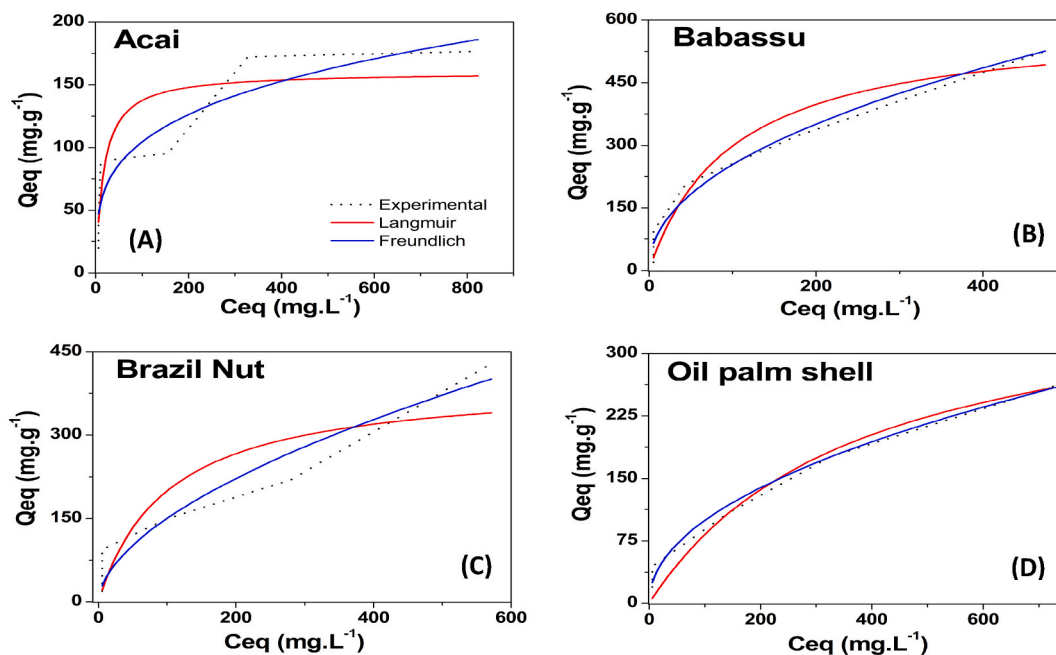 Acai
Qeq (mg.g-1)
200
150
100
50
0
Experimental
Langmuir
Freundlich
(A)
0 200 400 600 800
Ceq (mg.L-1)
Babassu
Qeq (mg.g-1)
600
450
300
150
0
(B)
0 200 400
Ceq (mg.L-1)
Brazil Nut
Qeq (mg.g-1)
450
300
150
0
(C)
0 200 400 600
Ceq (mg.L-1)
Oil palm shell
Qeq (mg.g-1)
300
225
150
75
0
(D)
0 200 400 600
Ceq (mg.L-1)